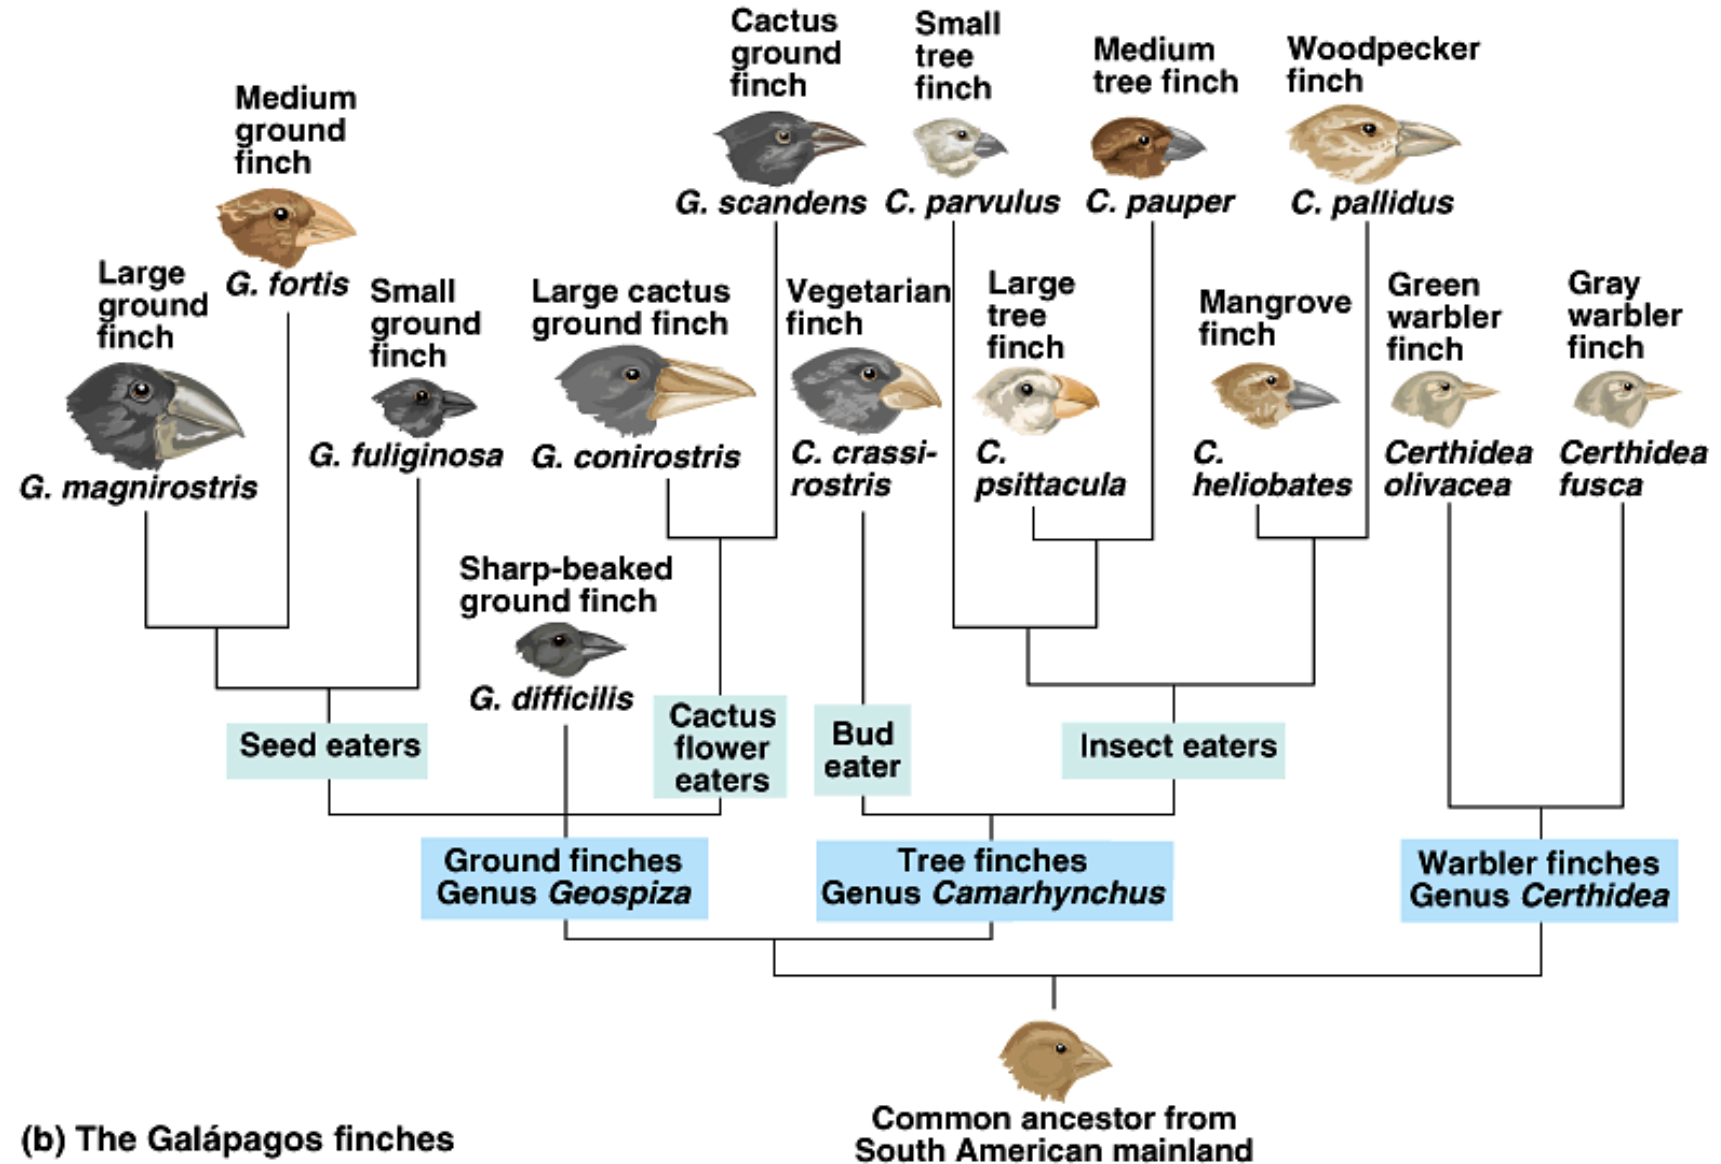 Cactus
ground
finch
G. scandens
Small
tree
finch
C. parvulus
Medium
tree finch
C. pauper
Woodpecker
finch
C. pallidus
Medium
ground
finch
G. fortis
Large
ground
finch
G. magnirostris
Small
ground
finch
G. fuliginosa
Large cactus
ground finch
G. conirostris
Vegetarian
finch
C. crassi-
rostris
Large
tree
finch
C.
psittacula
Mangrove
finch
C.
heliobates
Green
warbler
finch
Certhidea
olivacea
Gray
warbler
finch
Certhidea
fusca
Sharp-beaked
ground finch
G. difficilis
Seed eaters
Cactus
flower
eaters
Bud
eater
Insect eaters
Ground finches
Genus Geospiza
Tree finches
Genus Camarhynchus
Warbler finches
Genus Certhidea
Common ancestor from
South American mainland
(b) The Galápagos finches